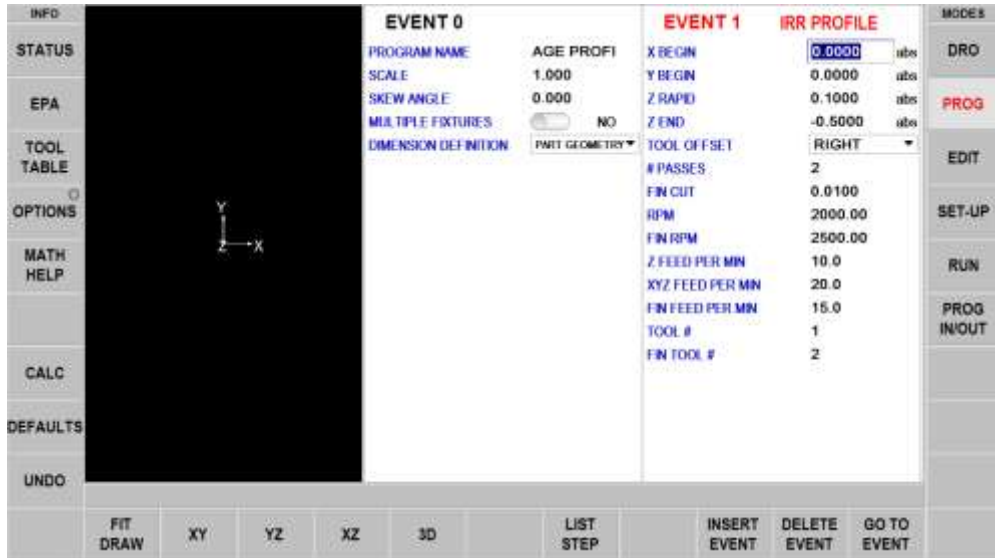 INFO
STATUS
EPA
TOOL
TABLE
OPTIONS
MATH
HELP
CALC
DEFAULTS
UNDO
Y
Z X
EVENT 0
PROGRAM NAME AGE PROFI
SCALE 1.000
SKEW ANGLE 0.000
MULTIPLE FIXTURES NO
DIMENSION DEFINITION PART GEOMETRY
EVENT 1 IRR PROFILE
X BEGIN 0.0000 abs
Y BEGIN 0.0000 abs
Z RAPID 0.1000 abs
Z END -0.5000 abs
TOOL OFFSET RIGHT
# PASSES 2
FIN CUT 0.0100
RPM 2000.00
FIN RPM 2500.00
Z FEED PER MIN 10.0
XYZ FEED PER MIN 20.0
FIN FEED PER MIN 15.0
TOOL # 1
FIN TOOL # 2
MODES
DRO
PROG
EDIT
SET-UP
RUN
PROG
IN/OUT
FIT
DRAW
XY
YZ
XZ
3D
LIST
STEP
INSERT
EVENT
DELETE
EVENT
GO TO
EVENT